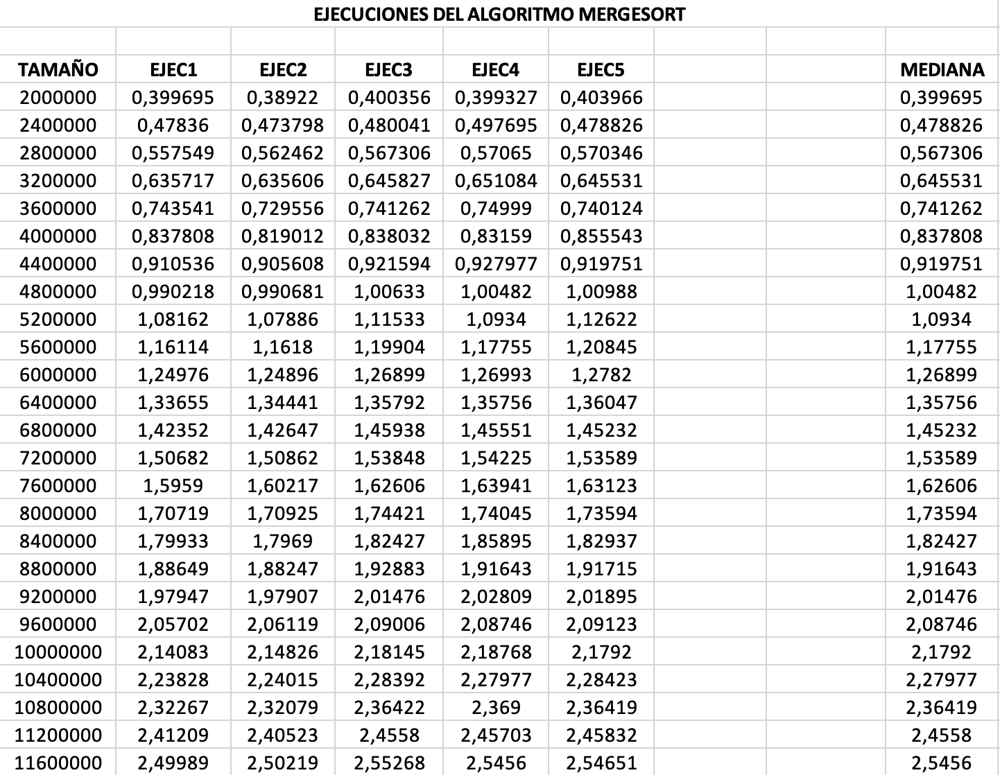 EJECUCIONES DEL ALGORITMO MERGESORT
TAMAÑO EJEC1 EJEC2 EJEC3 EJEC4 EJEC5 MEDIANA
2000000 0,399695 0,38922 0,400356 0,399327 0,403966 0,399695
2400000 0,47836 0,473798 0,480041 0,497695 0,478826 0,478826
2800000 0,557549 0,562462 0,567306 0,57065 0,570346 0,567306
3200000 0,635717 0,635606 0,645827 0,651084 0,645531 0,645531
3600000 0,743541 0,729556 0,741262 0,74999 0,740124 0,741262
4000000 0,837808 0,819012 0,838032 0,83159 0,855543 0,837808
4400000 0,910536 0,905608 0,921594 0,927977 0,919751 0,919751
4800000 0,990218 0,990681 1,00633 1,00482 1,00988 1,00482
5200000 1,08162 1,07886 1,11533 1,0934 1,12622 1,0934
5600000 1,16114 1,1618 1,19904 1,17755 1,20845 1,17755
6000000 1,24976 1,24896 1,26899 1,26993 1,2782 1,26899
6400000 1,33655 1,34441 1,35792 1,35756 1,36047 1,35756
6800000 1,42352 1,42647 1,45938 1,45551 1,45232 1,45232
7200000 1,50682 1,50862 1,53848 1,54225 1,53589 1,53589
7600000 1,5959 1,60217 1,62606 1,63941 1,63123 1,62606
8000000 1,70719 1,70925 1,74421 1,74045 1,73594 1,73594
8400000 1,79933 1,7969 1,82427 1,85895 1,82937 1,82427
8800000 1,88649 1,88247 1,92883 1,91643 1,91715 1,91643
9200000 1,97947 1,97907 2,01476 2,02809 2,01895 2,01476
9600000 2,05702 2,06119 2,09006 2,08746 2,09123 2,08746
10000000 2,14083 2,14826 2,18145 2,18768 2,1792 2,1792
10400000 2,23828 2,24015 2,28392 2,27977 2,28423 2,27977
10800000 2,32267 2,32079 2,36422 2,369 2,36419 2,36419
11200000 2,41209 2,40523 2,4558 2,45703 2,45832 2,4558
11600000 2,49989 2,50219 2,55268 2,5456 2,54651 2,5456